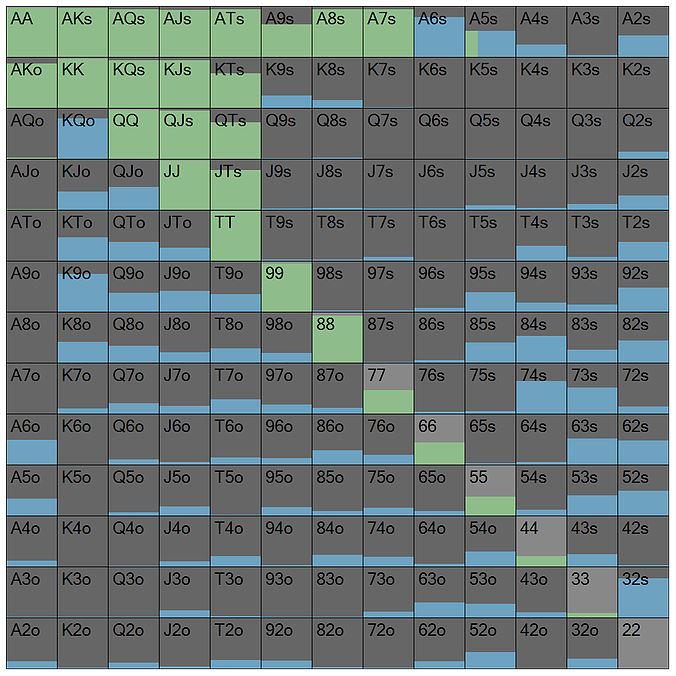 AA AKs AQs AJs ATs A9s A8s A7s A6s A5s A4s A3s A2s
AKo KK KQs KJs KTs K9s K8s K7s K6s K5s K4s K3s K2s
AQo KQo QQ QJs QTs Q9s Q8s Q7s Q6s Q5s Q4s Q3s Q2s
AJo KJo QJo JJ JTs J9s J8s J7s J6s J5s J4s J3s J2s
ATo KTo QTo JTo TT T9s T8s T7s T6s T5s T4s T3s T2s
A9o K9o Q9o J9o T9o 99 98s 97s 96s 95s 94s 93s 92s
A8o K8o Q8o J8o T8o 98o 88 87s 86s 85s 84s 83s 82s
A7o K7o Q7o J7o T7o 97o 87o 77 76s 75s 74s 73s 72s
A6o K6o Q6o J6o T6o 96o 86o 76o 66 65s 64s 63s 62s
A5o K5o Q5o J5o T5o 95o 85o 75o 65o 55 54s 53s 52s
A4o K4o Q4o J4o T4o 94o 84o 74o 64o 54o 44 43s 42s
A3o K3o Q3o J3o T3o 93o 83o 73o 63o 53o 43o 33 32s
A2o K2o Q2o J2o T2o 92o 82o 72o 62o 52o 42o 32o 22